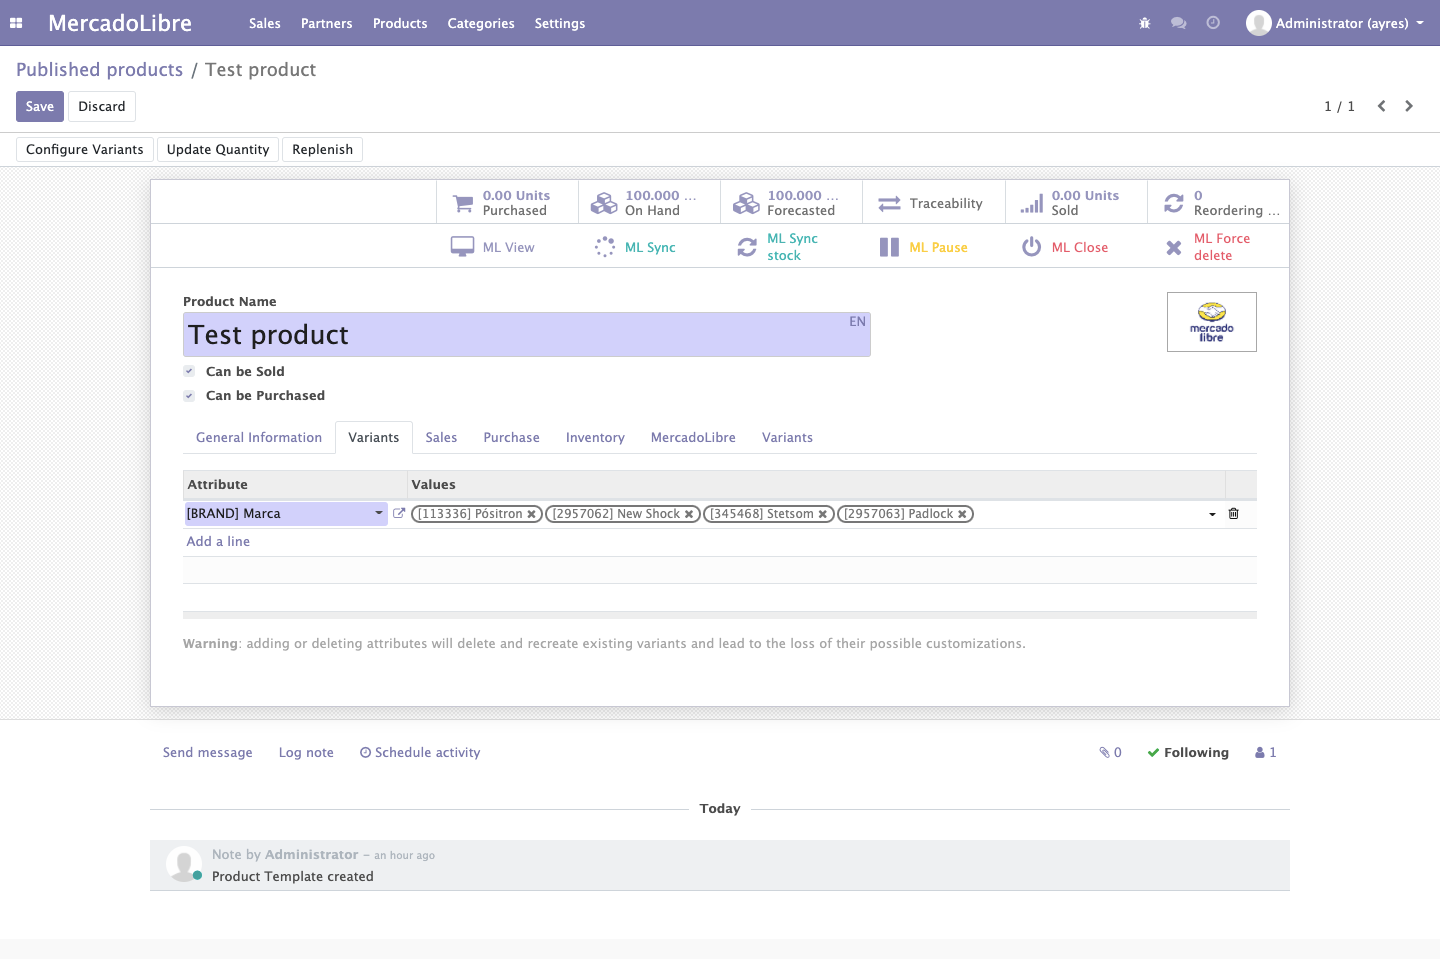 MercadoLibre Sales Partners Products Categories Settings Administrator (ayres)
Published products / Test product
Save Discard 1 / 1
Configure Variants Update Quantity Replenish
0.00 Units Purchased
100.000 ... On Hand
100.000 ... Forecasted
Traceability
0.00 Units Sold
0 Reordering ...
ML View
ML Sync
ML Sync stock
ML Pause
ML Close
ML Force delete
Product Name
Test product EN
mercado
libre
Can be Sold
Can be Purchased
General Information Variants Sales Purchase Inventory MercadoLibre Variants
Attribute Values
[BRAND] Marca [113336] Pósitron [2957062] New Shock [345468] Stetsom [2957063] Padlock
Add a line
Warning: adding or deleting attributes will delete and recreate existing variants and lead to the loss of their possible customizations.
Send message Log note Schedule activity 0 Following 1
Today
Note by Administrator – an hour ago
Product Template created